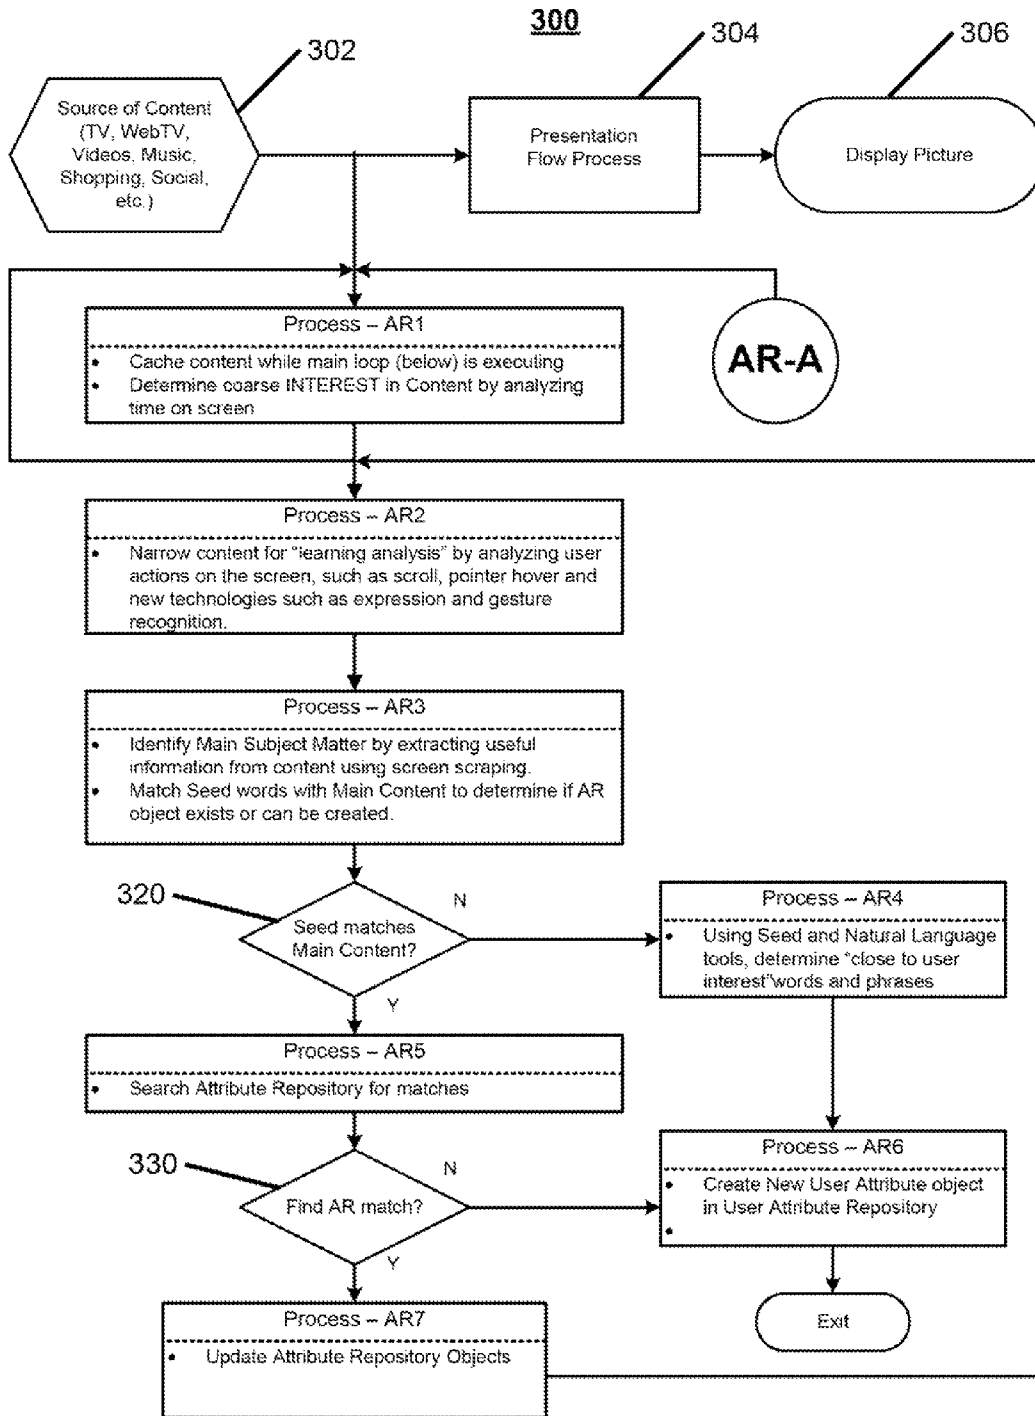 300
302
304
306
Source of Content
(TV, WebTV,
Videos, Music,
Shopping, Social,
etc.)
Presentation
Flow Process
Display Picture
Process – AR1
• Cache content while main loop (below) is executing
• Determine coarse INTEREST in Content by analyzing
time on screen
AR-A
Process – AR2
• Narrow content for "learning analysis" by analyzing user
actions on the screen, such as scroll, pointer hover and
new technologies such as expression and gesture
recognition.
Process – AR3
• Identify Main Subject Matter by extracting useful
information from content using screen scraping.
• Match Seed words with Main Content to determine if AR
object exists or can be created.
320
Seed matches
Main Content?
N
Y
Process – AR4
• Using Seed and Natural Language
tools, determine "close to user
interest"words and phrases
Process – AR5
• Search Attribute Repository for matches
330
Find AR match?
N
Y
Process – AR6
• Create New User Attribute object
in User Attribute Repository
•
Exit
Process – AR7
• Update Attribute Repository Objects